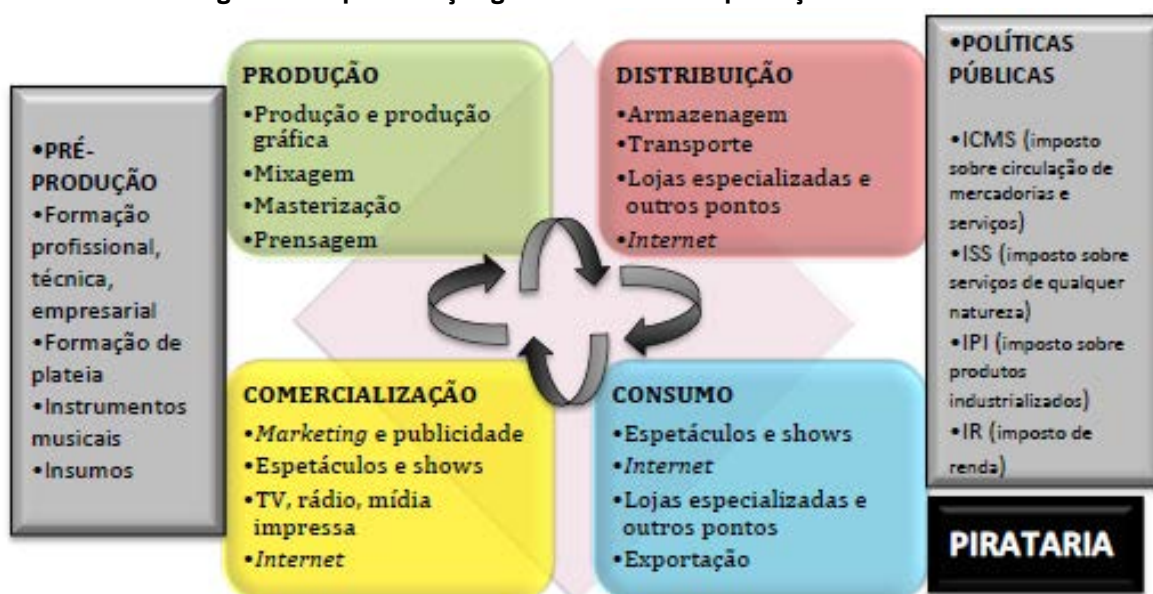 •PRÉ-
PRODUÇÃO
•Formação
profissional,
técnica,
empresarial
•Formação de
plateia
•Instrumentos
musicais
•Insumos
PRODUÇÃO
•Produção e produção
gráfica
•Mixagem
•Masterização
•Prensagem
DISTRIBUIÇÃO
•Armazenagem
•Transporte
•Lojas especializadas e
outros pontos
•Internet
COMERCIALIZAÇÃO
•Marketing e publicidade
•Espetáculos e shows
•TV, rádio, mídia
impressa
•Internet
CONSUMO
•Espetáculos e shows
•Internet
•Lojas especializadas e
outros pontos
•Exportação
•POLÍTICAS
PÚBLICAS
•ICMS (imposto
sobre circulação de
mercadorias e
serviços)
•ISS (imposto sobre
serviços de qualquer
natureza)
•IPI (imposto sobre
produtos
industrializados)
•IR (imposto de
renda)
PIRATARIA